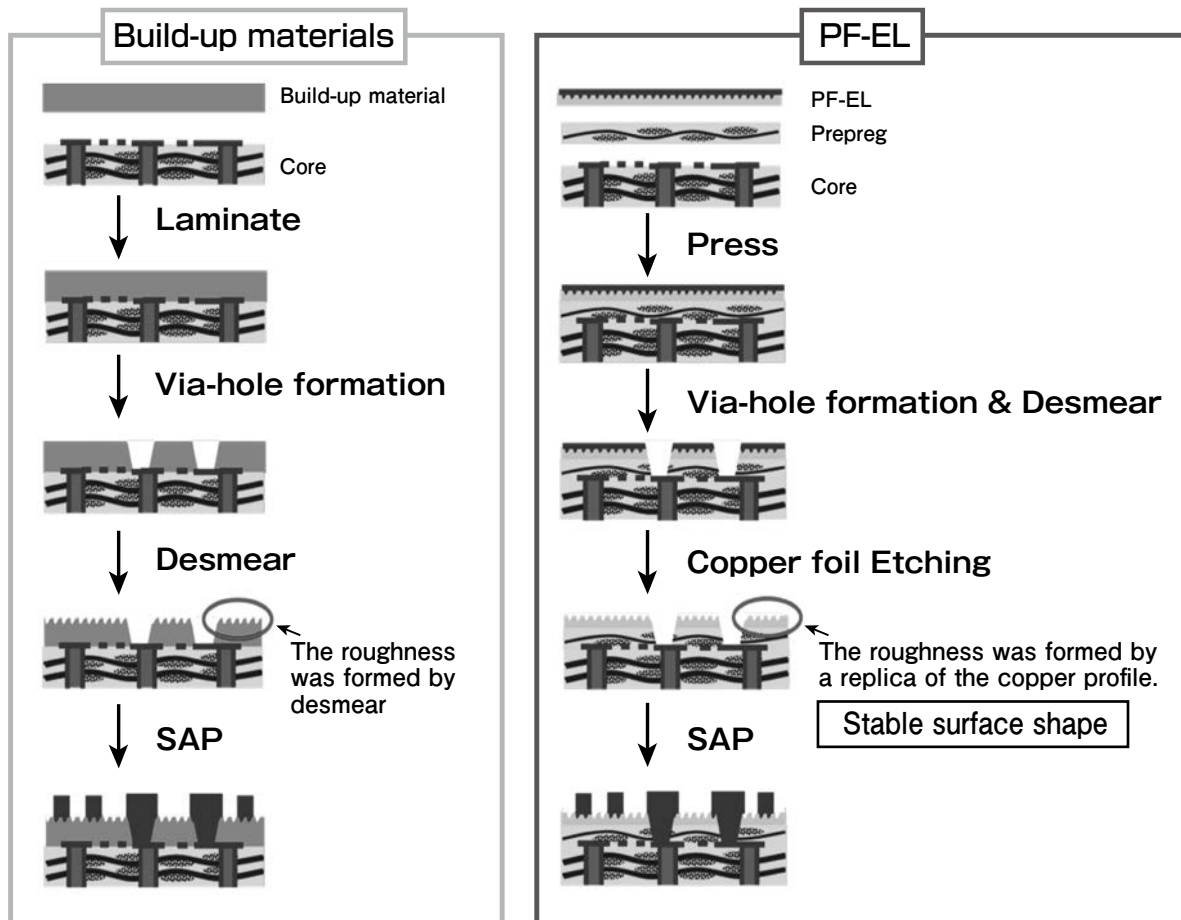 Build-up materials
Build-up material
Core
Laminate
Via-hole formation
Desmear
The roughness
was formed by
desmear
SAP
PF-EL
PF-EL
Prepreg
Core
Press
Via-hole formation & Desmear
Copper foil Etching
The roughness was formed by
a replica of the copper profile.
Stable surface shape
SAP